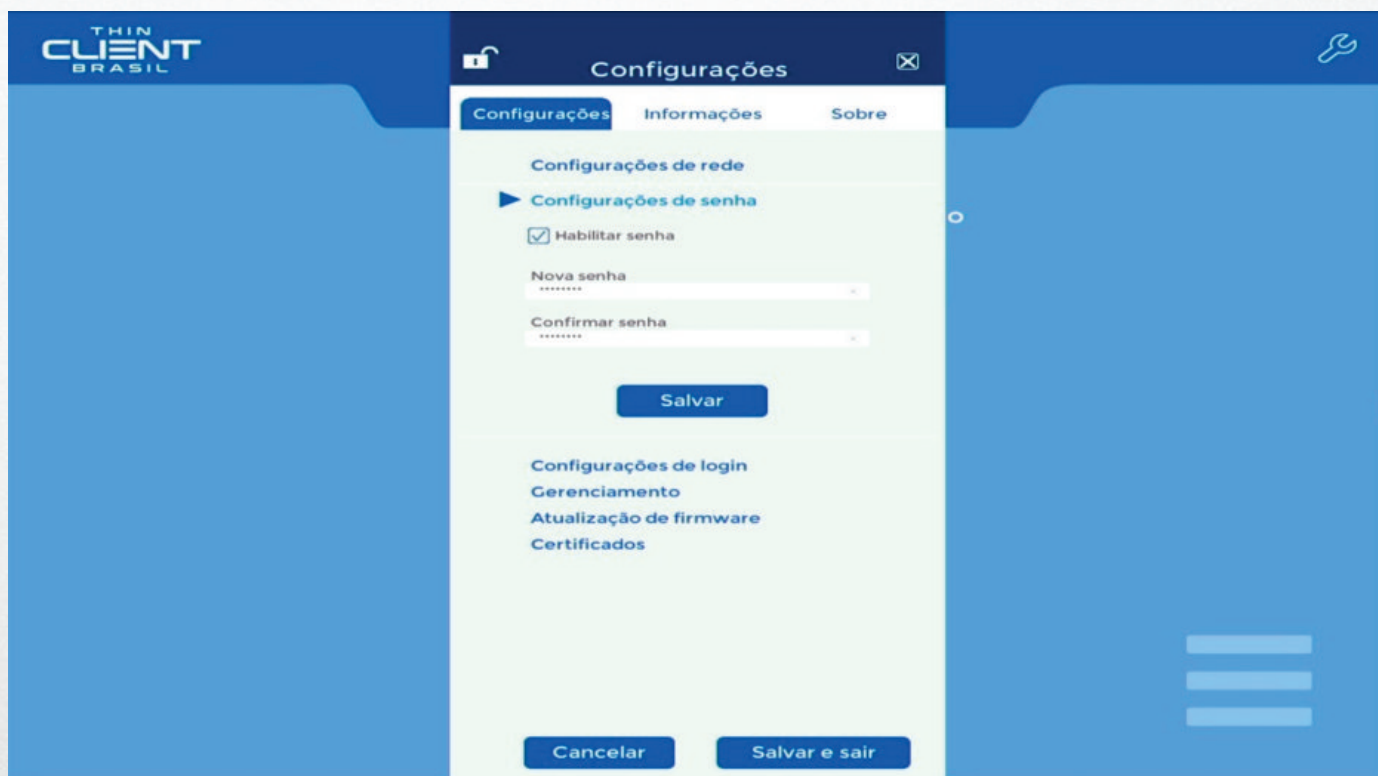 THIN
CLIENT
BRASIL
Configurações
Configurações Informações Sobre
Configurações de rede
Configurações de senha
Habilitar senha
Nova senha
********
Confirmar senha
********
Salvar
Configurações de login
Gerenciamento
Atualização de firmware
Certificados
Cancelar Salvar e sair